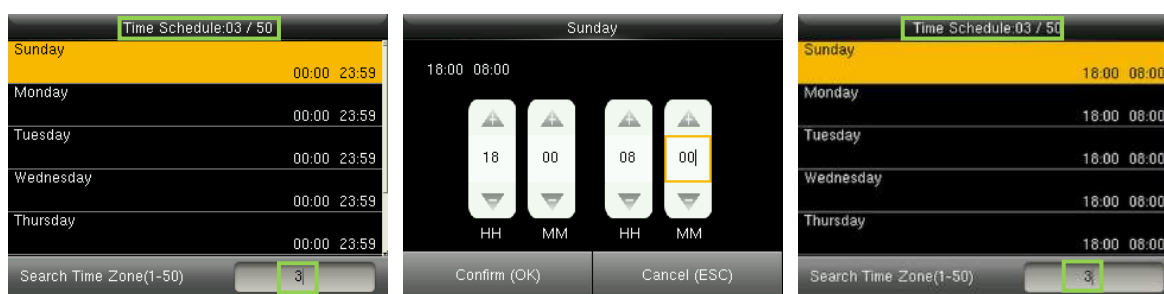 Time Schedule:03 / 50
Sunday
00:00 23:59
Monday
00:00 23:59
Tuesday
00:00 23:59
Wednesday
00:00 23:59
Thursday
00:00 23:59
Search Time Zone(1-50) 3
Sunday
18:00 08:00
18 00 08 00
HH MM HH MM
Confirm (OK) Cancel (ESC)
Time Schedule:03 / 50
Sunday
18:00 08:00
Monday
18:00 08:00
Tuesday
18:00 08:00
Wednesday
18:00 08:00
Thursday
18:00 08:00
Search Time Zone(1-50) 3